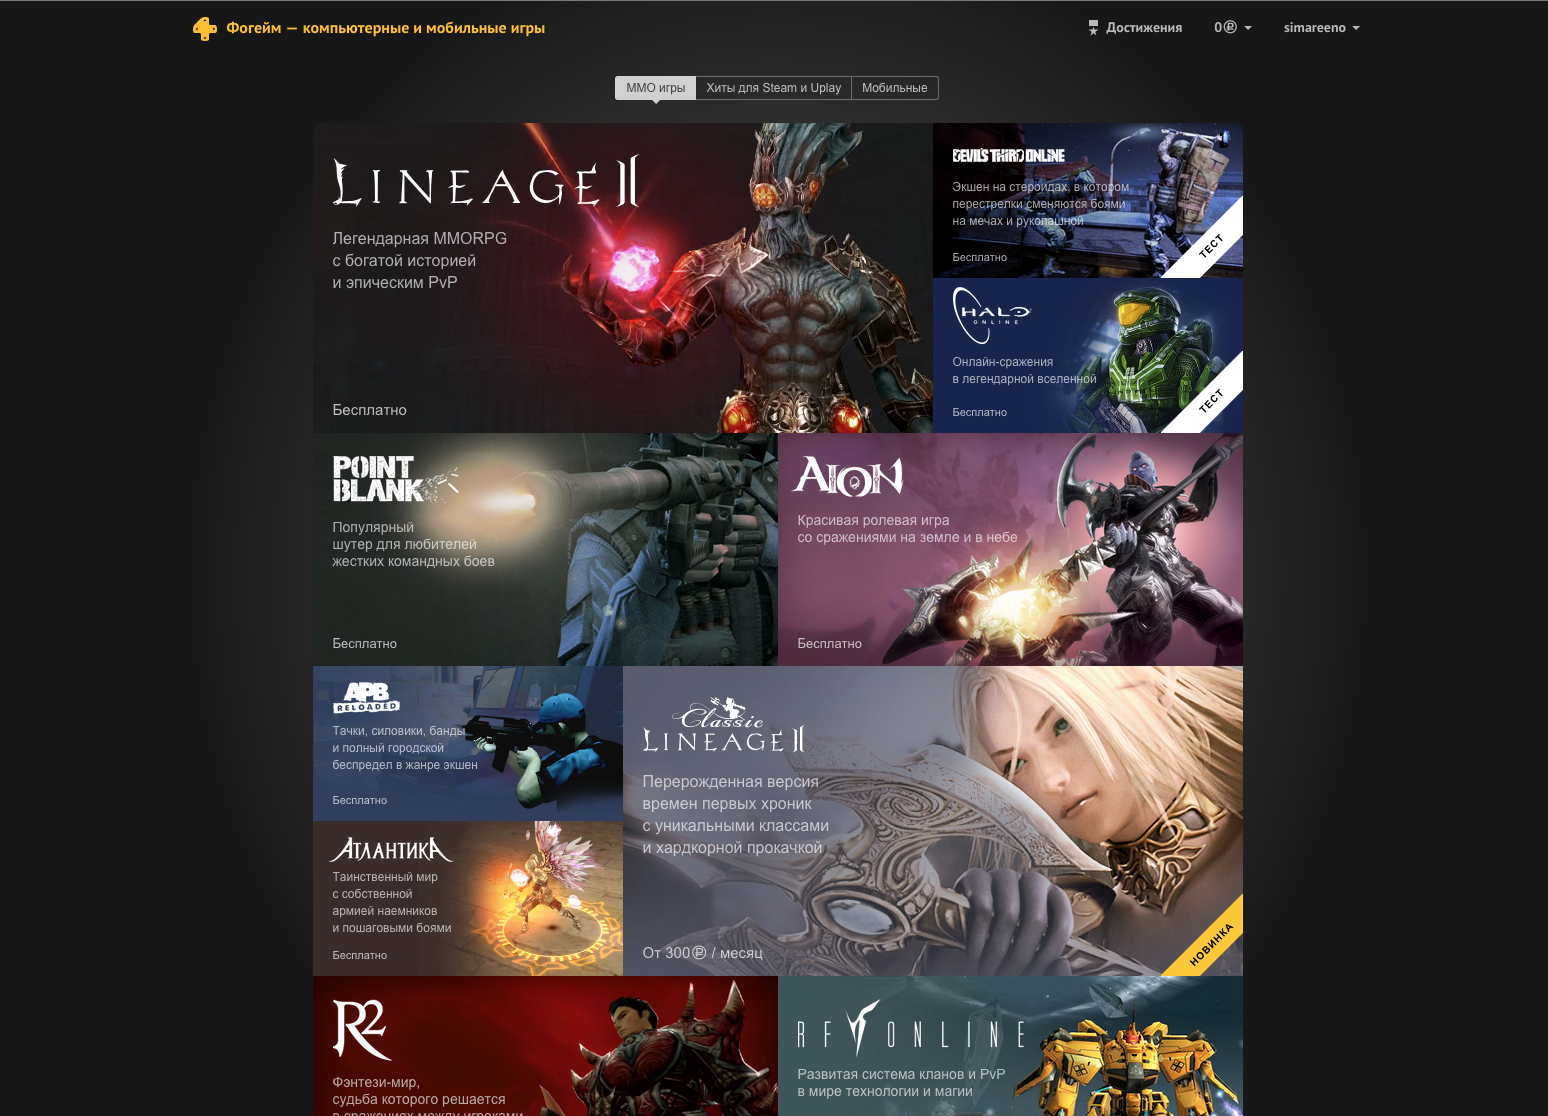 Фогейм — компьютерные и мобильные игры
Достижения
0₽
simareeno
ММО игры
Хиты для Steam и Uplay
Мобильные
LINEAGE II
Легендарная MMORPG
с богатой историей
и эпическим PvP
Бесплатно
DEVIL'S THIRD ONLINE
Экшен на стероидах, в котором
перестрелки сменяются боями
на мечах и рукопашной
Бесплатно
ТЕСТ
HALO
ONLINE
Онлайн-сражения
в легендарной вселенной
Бесплатно
ТЕСТ
POINT
BLANK
Популярный
шутер для любителей
жестких командных боев
Бесплатно
AION
Красивая ролевая игра
со сражениями на земле и в небе
Бесплатно
APB
RELOADED
Тачки, силовики, банды
и полный городской
беспредел в жанре экшен
Бесплатно
Classic
LINEAGE II
Перерожденная версия
времен первых хроник
с уникальными классами
и хардкорной прокачкой
От 300₽ / месяц
НОВИНКА
АТЛАНТИКА
Таинственный мир
с собственной
армией наемников
и пошаговыми боями
Бесплатно
R2
Фэнтези-мир,
судьба которого решается
в сражениях между игроками
RF ONLINE
Развитая система кланов и PvP
в мире технологии и магии